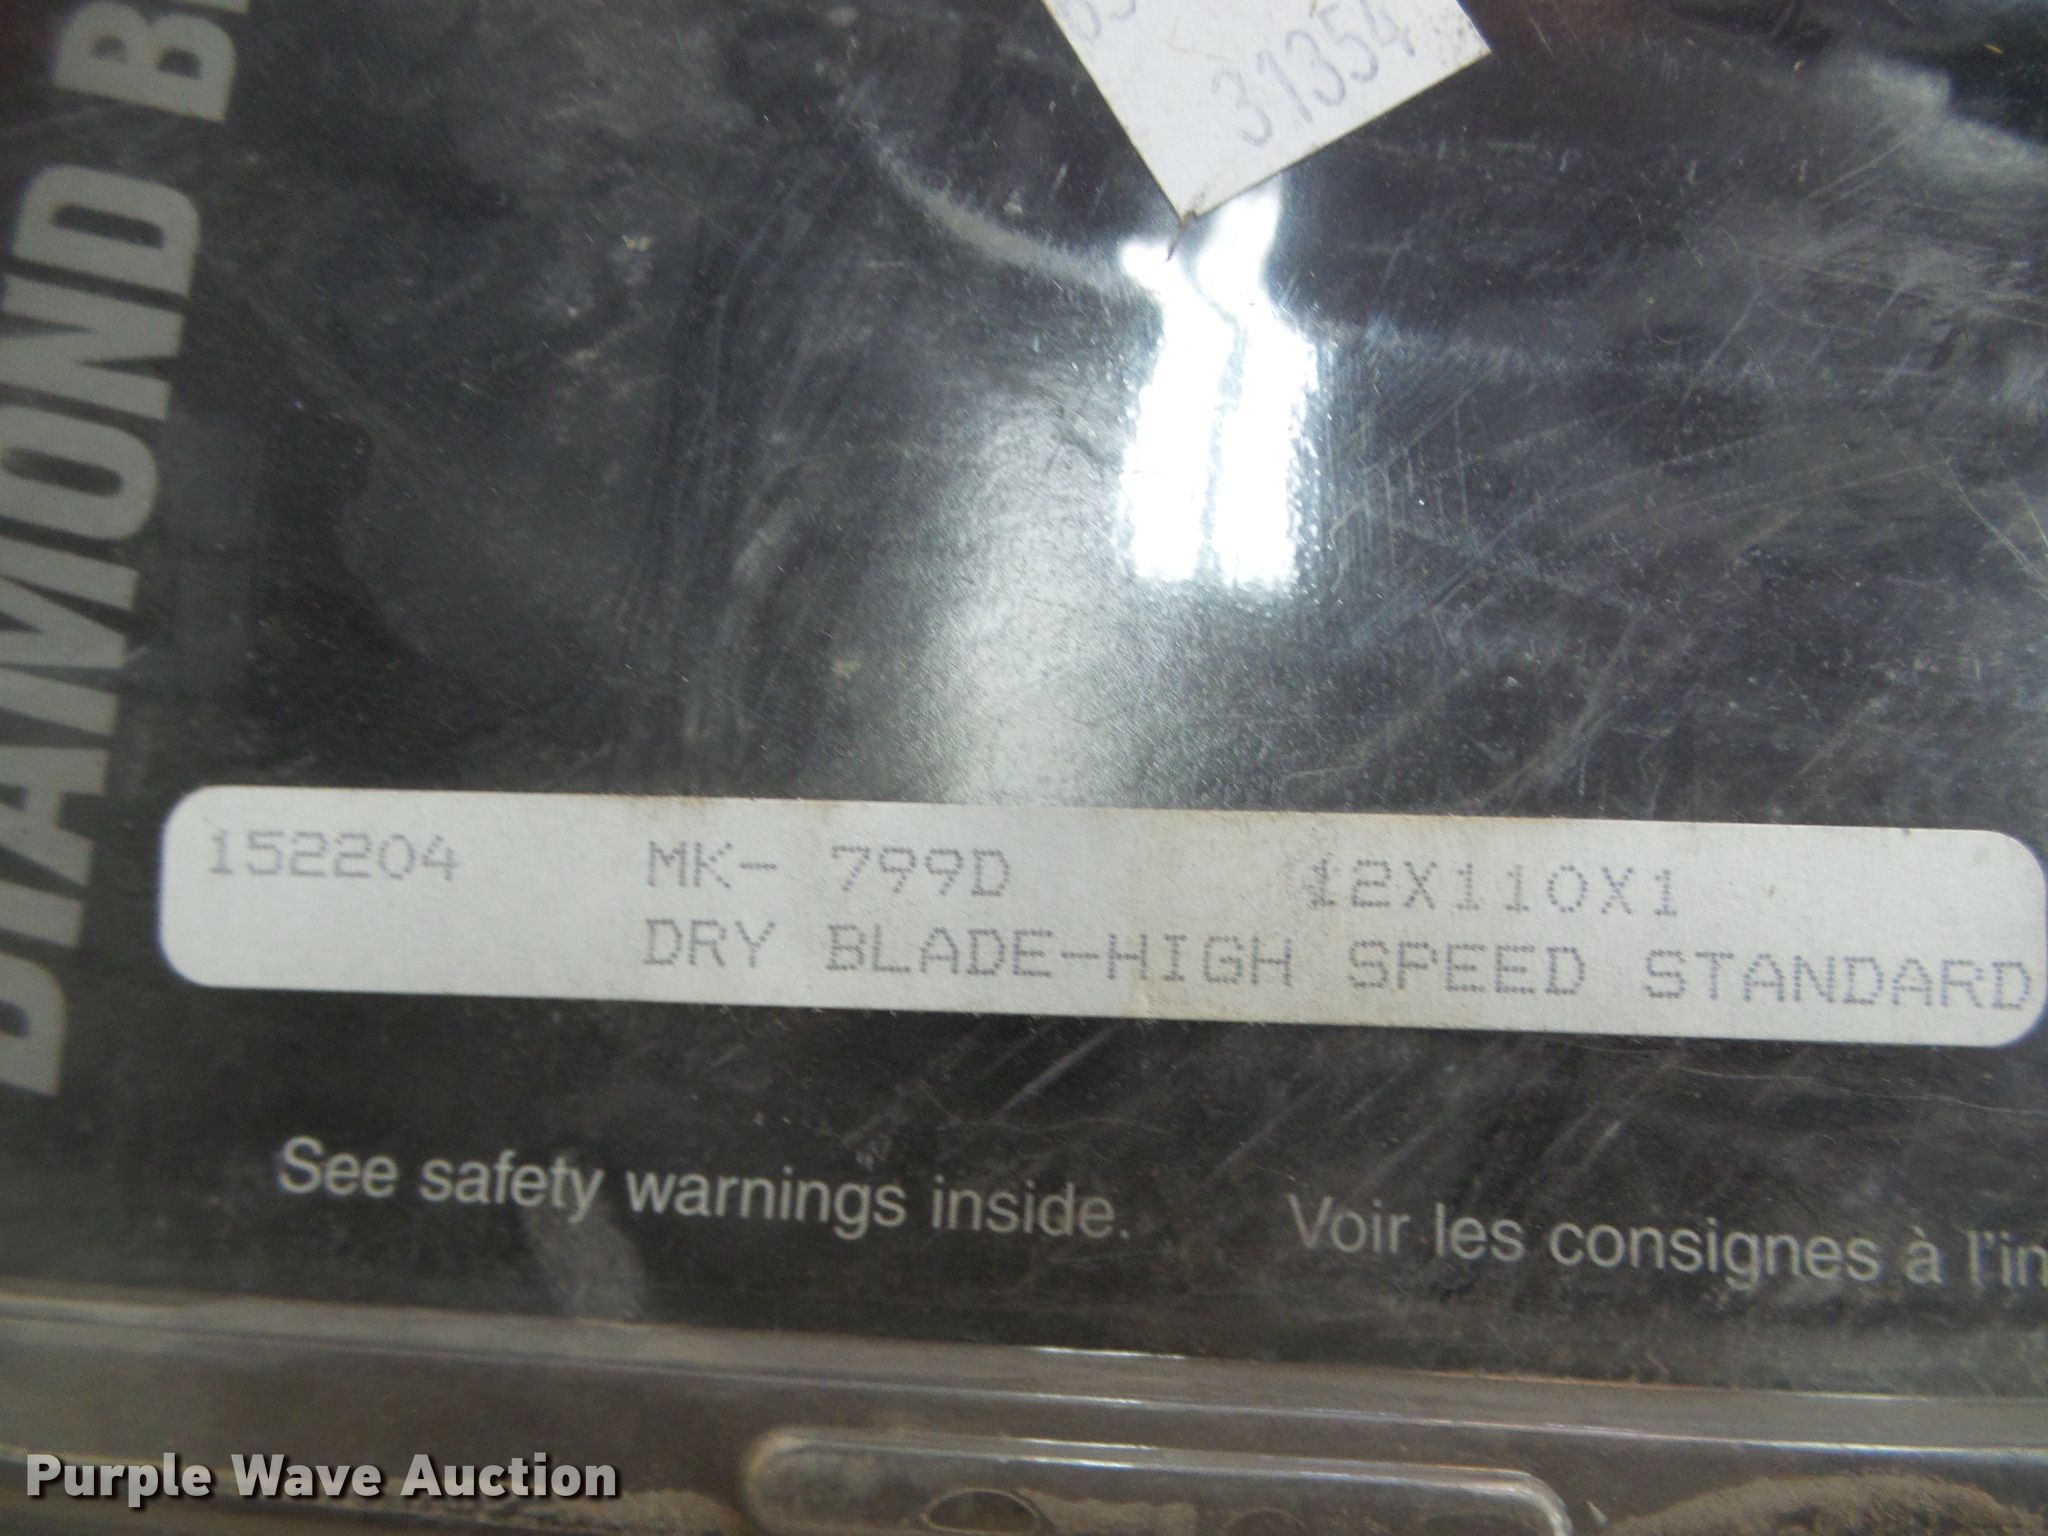 31354
DIAMOND
152204 MK- 799D 12X110X1
DRY BLADE-HIGH SPEED STANDARD
See safety warnings inside. Voir les consignes à l'in
Purple Wave Auction